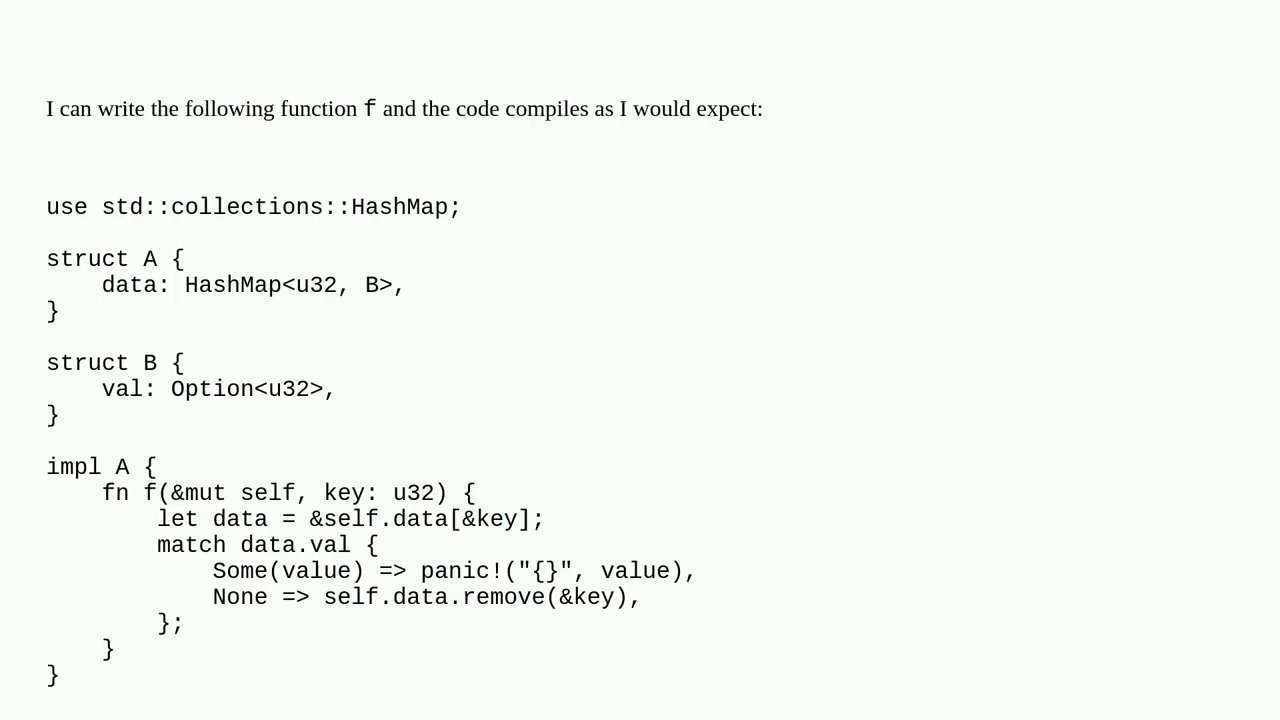 I can write the following function f and the code compiles as I would expect:
use std::collections::HashMap;
struct A {
    data: HashMap<u32, B>,
}
struct B {
    val: Option<u32>,
}
impl A {
    fn f(&mut self, key: u32) {
        let data = &self.data[&key];
        match data.val {
            Some(value) => panic!("{}", value),
            None => self.data.remove(&key),
        };
    }
}